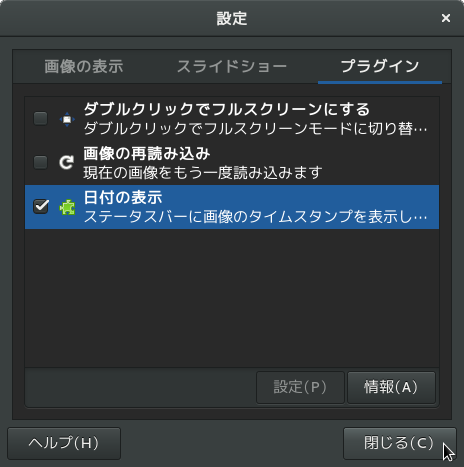 設定
画像の表示 スライドショー プラグイン
ダブルクリックでフルスクリーンにする
ダブルクリックでフルスクリーンモードに切り替…
画像の再読み込み
現在の画像をもう一度読み込みます
日付の表示
ステータスバーに画像のタイムスタンプを表示し…
設定(P) 情報(A)
ヘルプ(H) 閉じる(C)